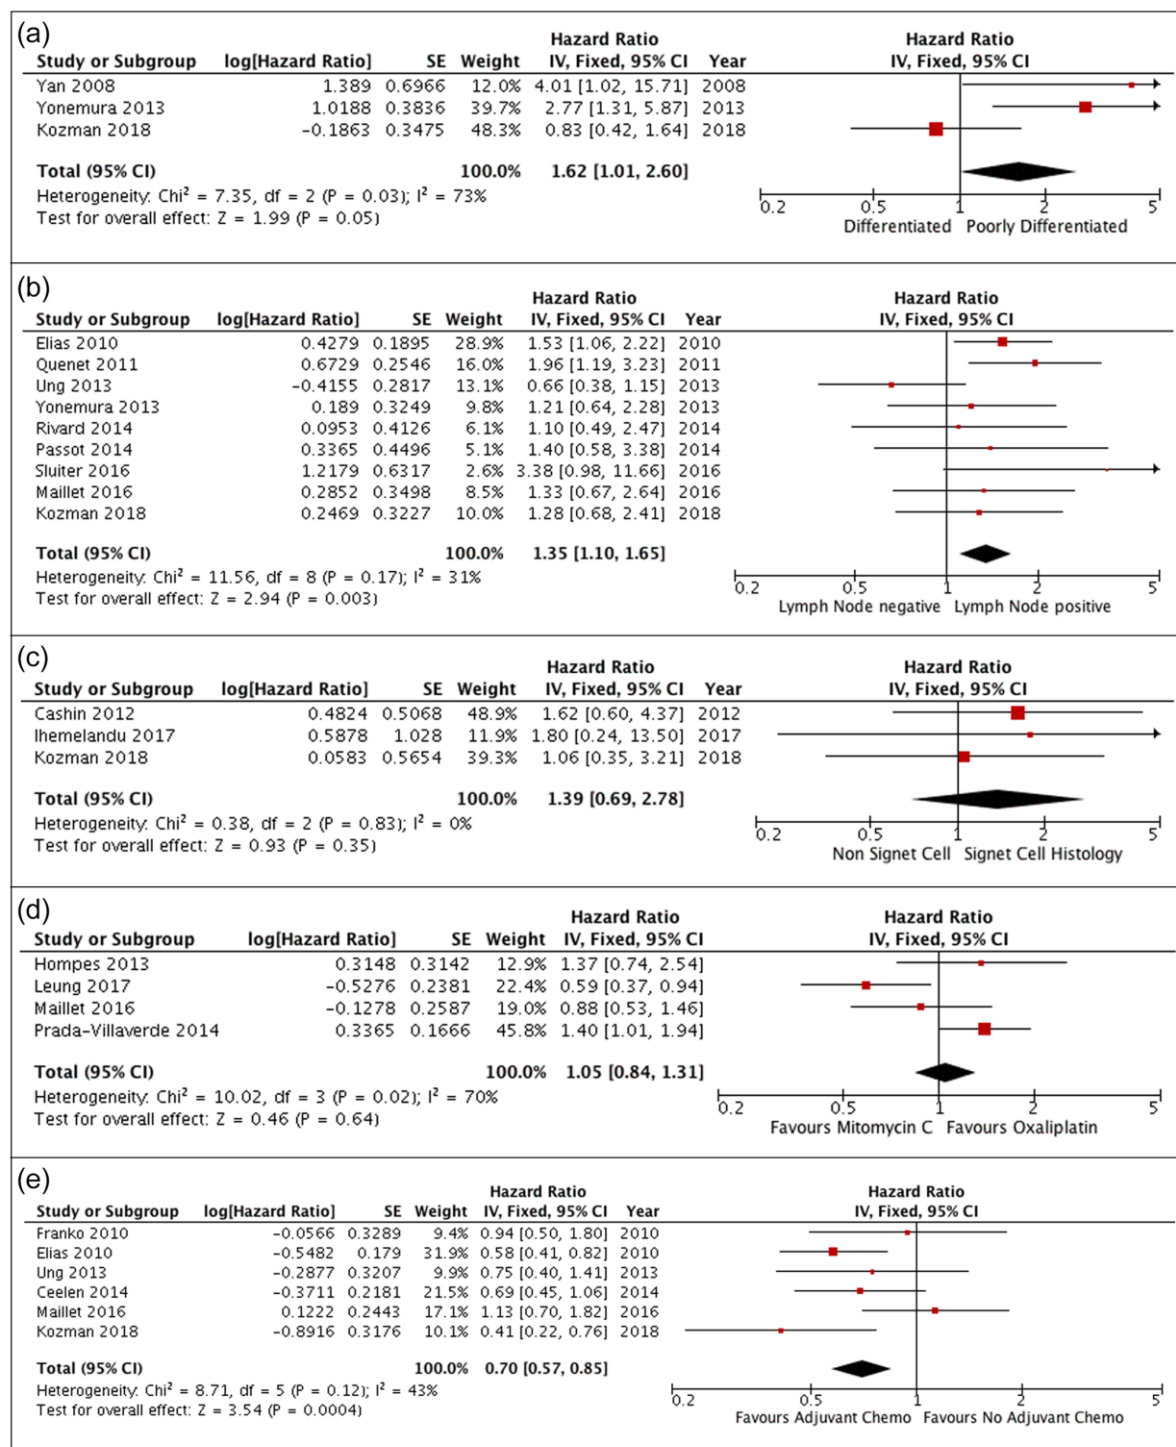 (a)
Hazard Ratio Hazard Ratio
Study or Subgroup log[Hazard Ratio] SE Weight IV, Fixed, 95% CI Year IV, Fixed, 95% CI
Yan 2008 1.389 0.6966 12.0% 4.01 [1.02, 15.71] 2008
Yonemura 2013 1.0188 0.3836 39.7% 2.77 [1.31, 5.87] 2013
Kozman 2018 −0.1863 0.3475 48.3% 0.83 [0.42, 1.64] 2018
Total (95% CI) 100.0% 1.62 [1.01, 2.60]
Heterogeneity: Chi² = 7.35, df = 2 (P = 0.03); I² = 73%
Test for overall effect: Z = 1.99 (P = 0.05)
0.2 0.5 1 2 5
Differentiated Poorly Differentiated
(b)
Hazard Ratio Hazard Ratio
Study or Subgroup log[Hazard Ratio] SE Weight IV, Fixed, 95% CI Year IV, Fixed, 95% CI
Elias 2010 0.4279 0.1895 28.9% 1.53 [1.06, 2.22] 2010
Quenet 2011 0.6729 0.2546 16.0% 1.96 [1.19, 3.23] 2011
Ung 2013 −0.4155 0.2817 13.1% 0.66 [0.38, 1.15] 2013
Yonemura 2013 0.189 0.3249 9.8% 1.21 [0.64, 2.28] 2013
Rivard 2014 0.0953 0.4126 6.1% 1.10 [0.49, 2.47] 2014
Passot 2014 0.3365 0.4496 5.1% 1.40 [0.58, 3.38] 2014
Sluiter 2016 1.2179 0.6317 2.6% 3.38 [0.98, 11.66] 2016
Maillet 2016 0.2852 0.3498 8.5% 1.33 [0.67, 2.64] 2016
Kozman 2018 0.2469 0.3227 10.0% 1.28 [0.68, 2.41] 2018
Total (95% CI) 100.0% 1.35 [1.10, 1.65]
Heterogeneity: Chi² = 11.56, df = 8 (P = 0.17); I² = 31%
Test for overall effect: Z = 2.94 (P = 0.003)
0.2 0.5 1 2 5
Lymph Node negative Lymph Node positive
(c)
Hazard Ratio Hazard Ratio
Study or Subgroup log[Hazard Ratio] SE Weight IV, Fixed, 95% CI Year IV, Fixed, 95% CI
Cashin 2012 0.4824 0.5068 48.9% 1.62 [0.60, 4.37] 2012
Ihemelandu 2017 0.5878 1.028 11.9% 1.80 [0.24, 13.50] 2017
Kozman 2018 0.0583 0.5654 39.3% 1.06 [0.35, 3.21] 2018
Total (95% CI) 100.0% 1.39 [0.69, 2.78]
Heterogeneity: Chi² = 0.38, df = 2 (P = 0.83); I² = 0%
Test for overall effect: Z = 0.93 (P = 0.35)
0.2 0.5 1 2 5
Non Signet Cell Signet Cell Histology
(d)
Hazard Ratio Hazard Ratio
Study or Subgroup log[Hazard Ratio] SE Weight IV, Fixed, 95% CI IV, Fixed, 95% CI
Hompes 2013 0.3148 0.3142 12.9% 1.37 [0.74, 2.54]
Leung 2017 −0.5276 0.2381 22.4% 0.59 [0.37, 0.94]
Maillet 2016 −0.1278 0.2587 19.0% 0.88 [0.53, 1.46]
Prada−Villaverde 2014 0.3365 0.1666 45.8% 1.40 [1.01, 1.94]
Total (95% CI) 100.0% 1.05 [0.84, 1.31]
Heterogeneity: Chi² = 10.02, df = 3 (P = 0.02); I² = 70%
Test for overall effect: Z = 0.46 (P = 0.64)
0.2 0.5 1 2 5
Favours Mitomycin C Favours Oxaliplatin
(e)
Hazard Ratio Hazard Ratio
Study or Subgroup log[Hazard Ratio] SE Weight IV, Fixed, 95% CI Year IV, Fixed, 95% CI
Franko 2010 −0.0566 0.3289 9.4% 0.94 [0.50, 1.80] 2010
Elias 2010 −0.5482 0.179 31.9% 0.58 [0.41, 0.82] 2010
Ung 2013 −0.2877 0.3207 9.9% 0.75 [0.40, 1.41] 2013
Ceelen 2014 −0.3711 0.2181 21.5% 0.69 [0.45, 1.06] 2014
Maillet 2016 0.1222 0.2443 17.1% 1.13 [0.70, 1.82] 2016
Kozman 2018 −0.8916 0.3176 10.1% 0.41 [0.22, 0.76] 2018
Total (95% CI) 100.0% 0.70 [0.57, 0.85]
Heterogeneity: Chi² = 8.71, df = 5 (P = 0.12); I² = 43%
Test for overall effect: Z = 3.54 (P = 0.0004)
0.2 0.5 1 2 5
Favours Adjuvant Chemo Favours No Adjuvant Chemo